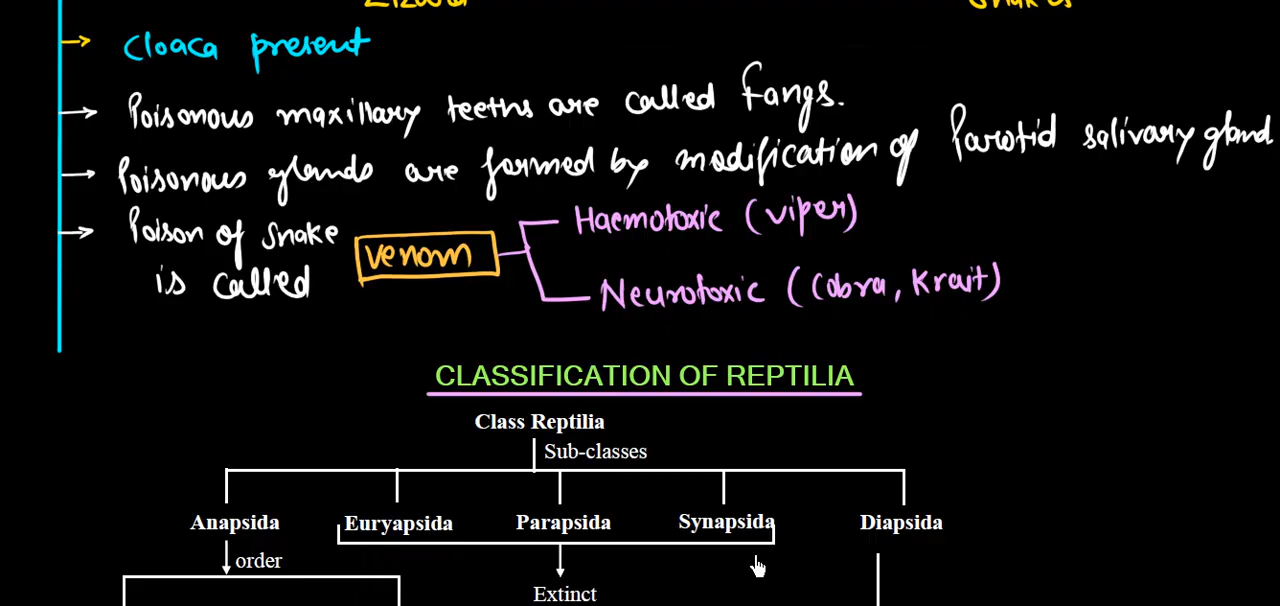 Lizard Snakes
→ Cloaca present
→ Poisonous maxillary teeths are called fangs.
→ Poisonous glands are formed by modification of Parotid salivary gland
→ Poison of snake is called venom
Haemotoxic (viper)
Neurotoxic (Cobra, Krait)
CLASSIFICATION OF REPTILIA
Class Reptilia
Sub-classes
Anapsida Euryapsida Parapsida Synapsida Diapsida
order
Extinct